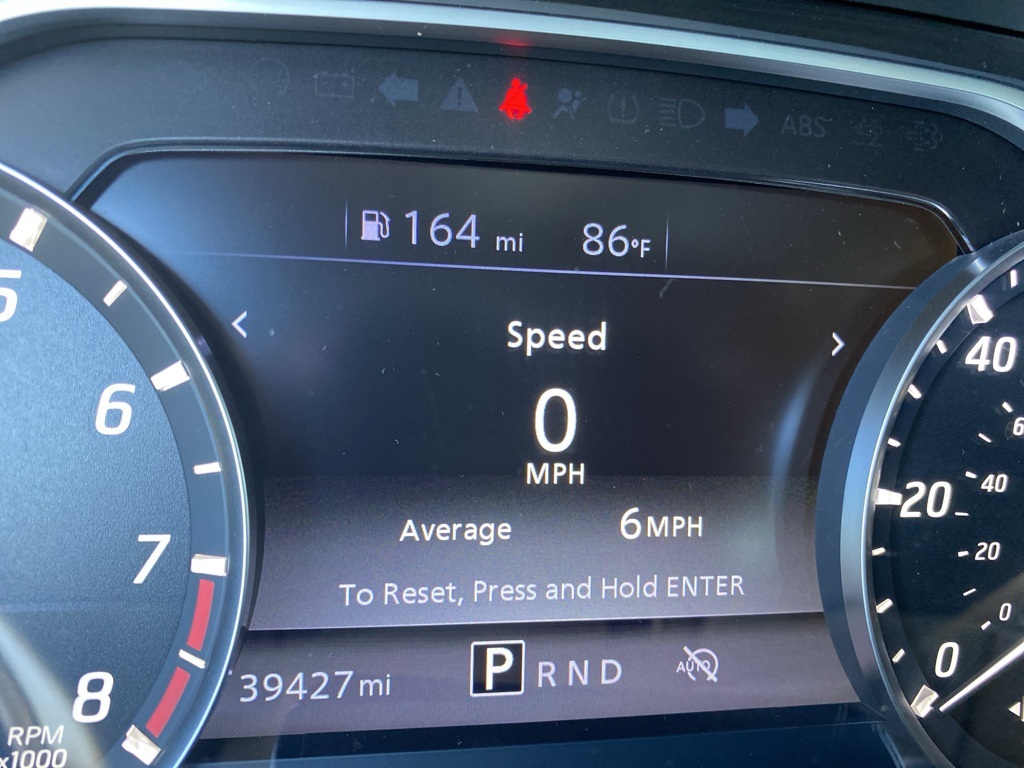 ABS
164 mi 86°F
< Speed >
0
MPH
Average 6 MPH
To Reset, Press and Hold ENTER
39427 mi P R N D AUTO
5
6
7
8
RPM
x1000
40
20
0
40
20
0